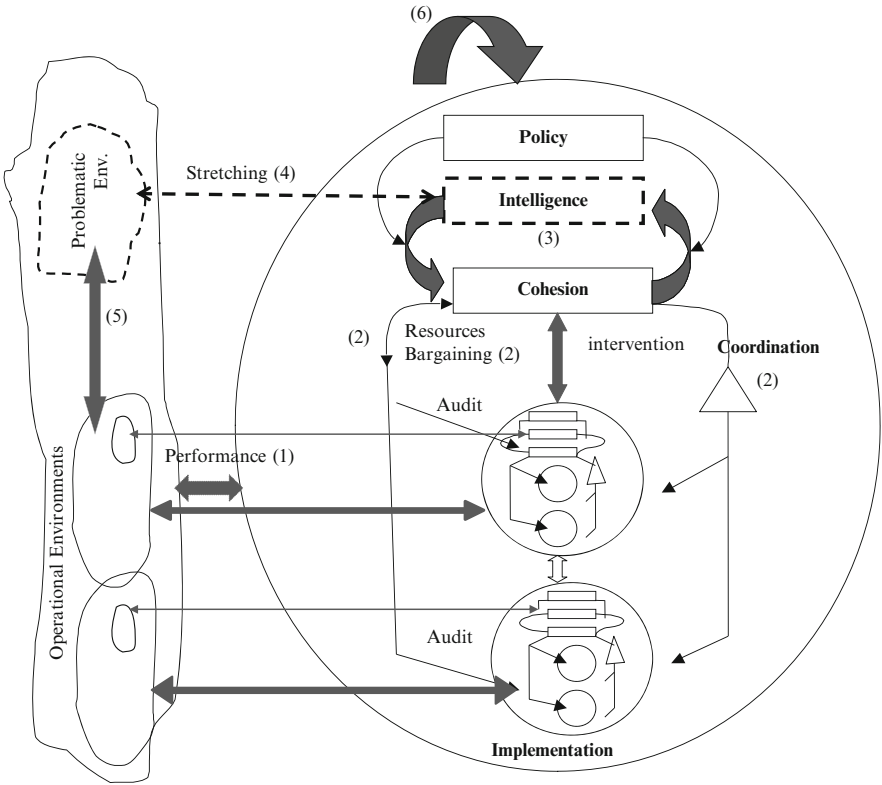 (6)
Policy
Problematic
Env.
Stretching (4)
Intelligence
(3)
Cohesion
(5)
(2)
Resources
Bargaining (2)
intervention
Coordination
(2)
Audit
Performance (1)
Operational Environments
Audit
Implementation